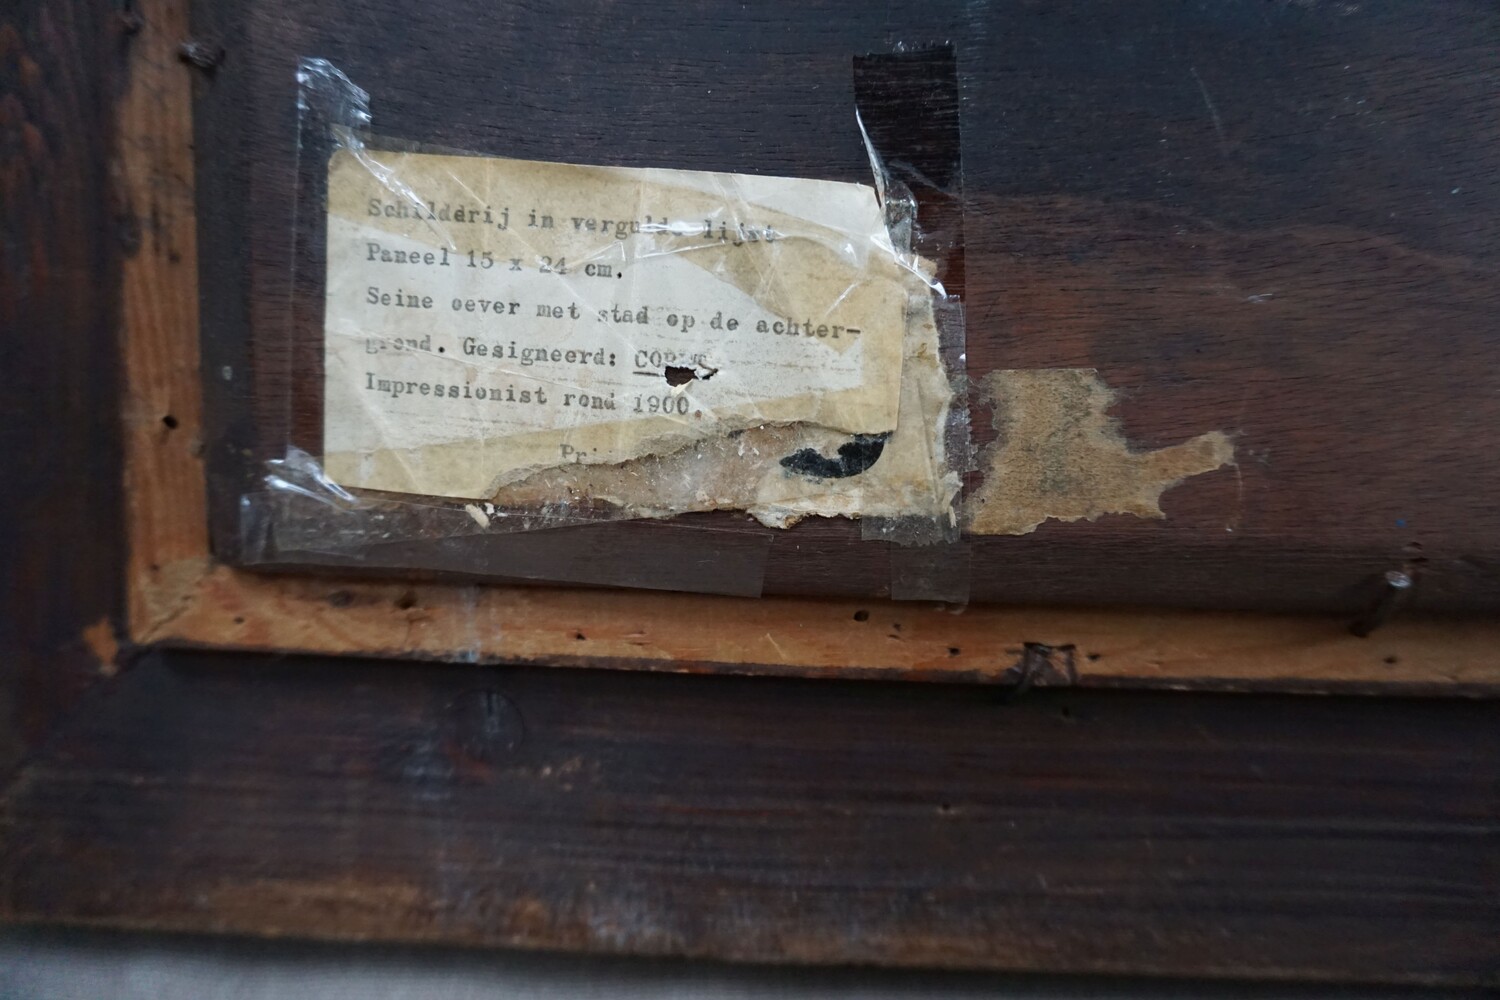 Schilderij in vergulde lijst
Paneel 15 x 24 cm.
Seine oever met stad op de achter-
grond. Gesigneerd:
Impressionist rond 1900.